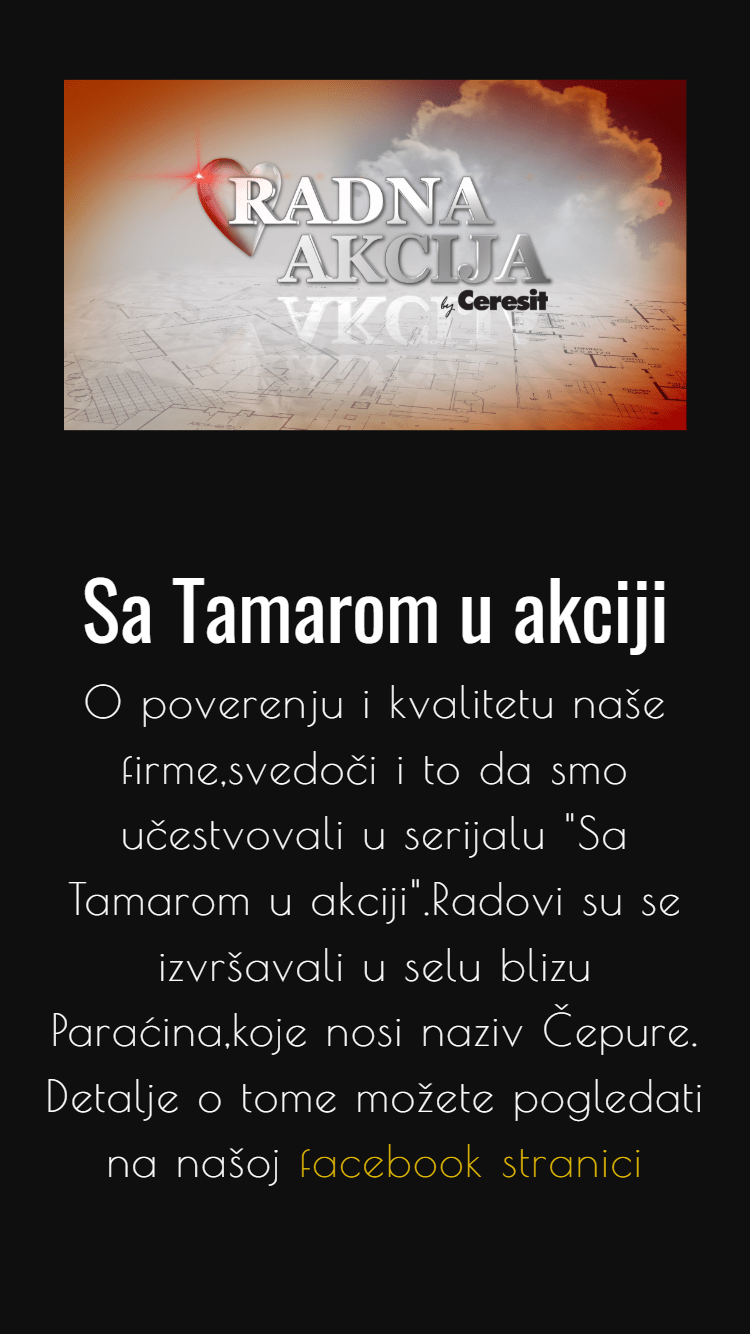 RADNA
AKCIJA
by Ceresit
Sa Tamarom u akciji
O poverenju i kvalitetu naše
firme,svedoči i to da smo
učestvovali u serijalu "Sa
Tamarom u akciji".Radovi su se
izvršavali u selu blizu
Paraćina,koje nosi naziv Čepure.
Detalje o tome možete pogledati
na našoj facebook stranici